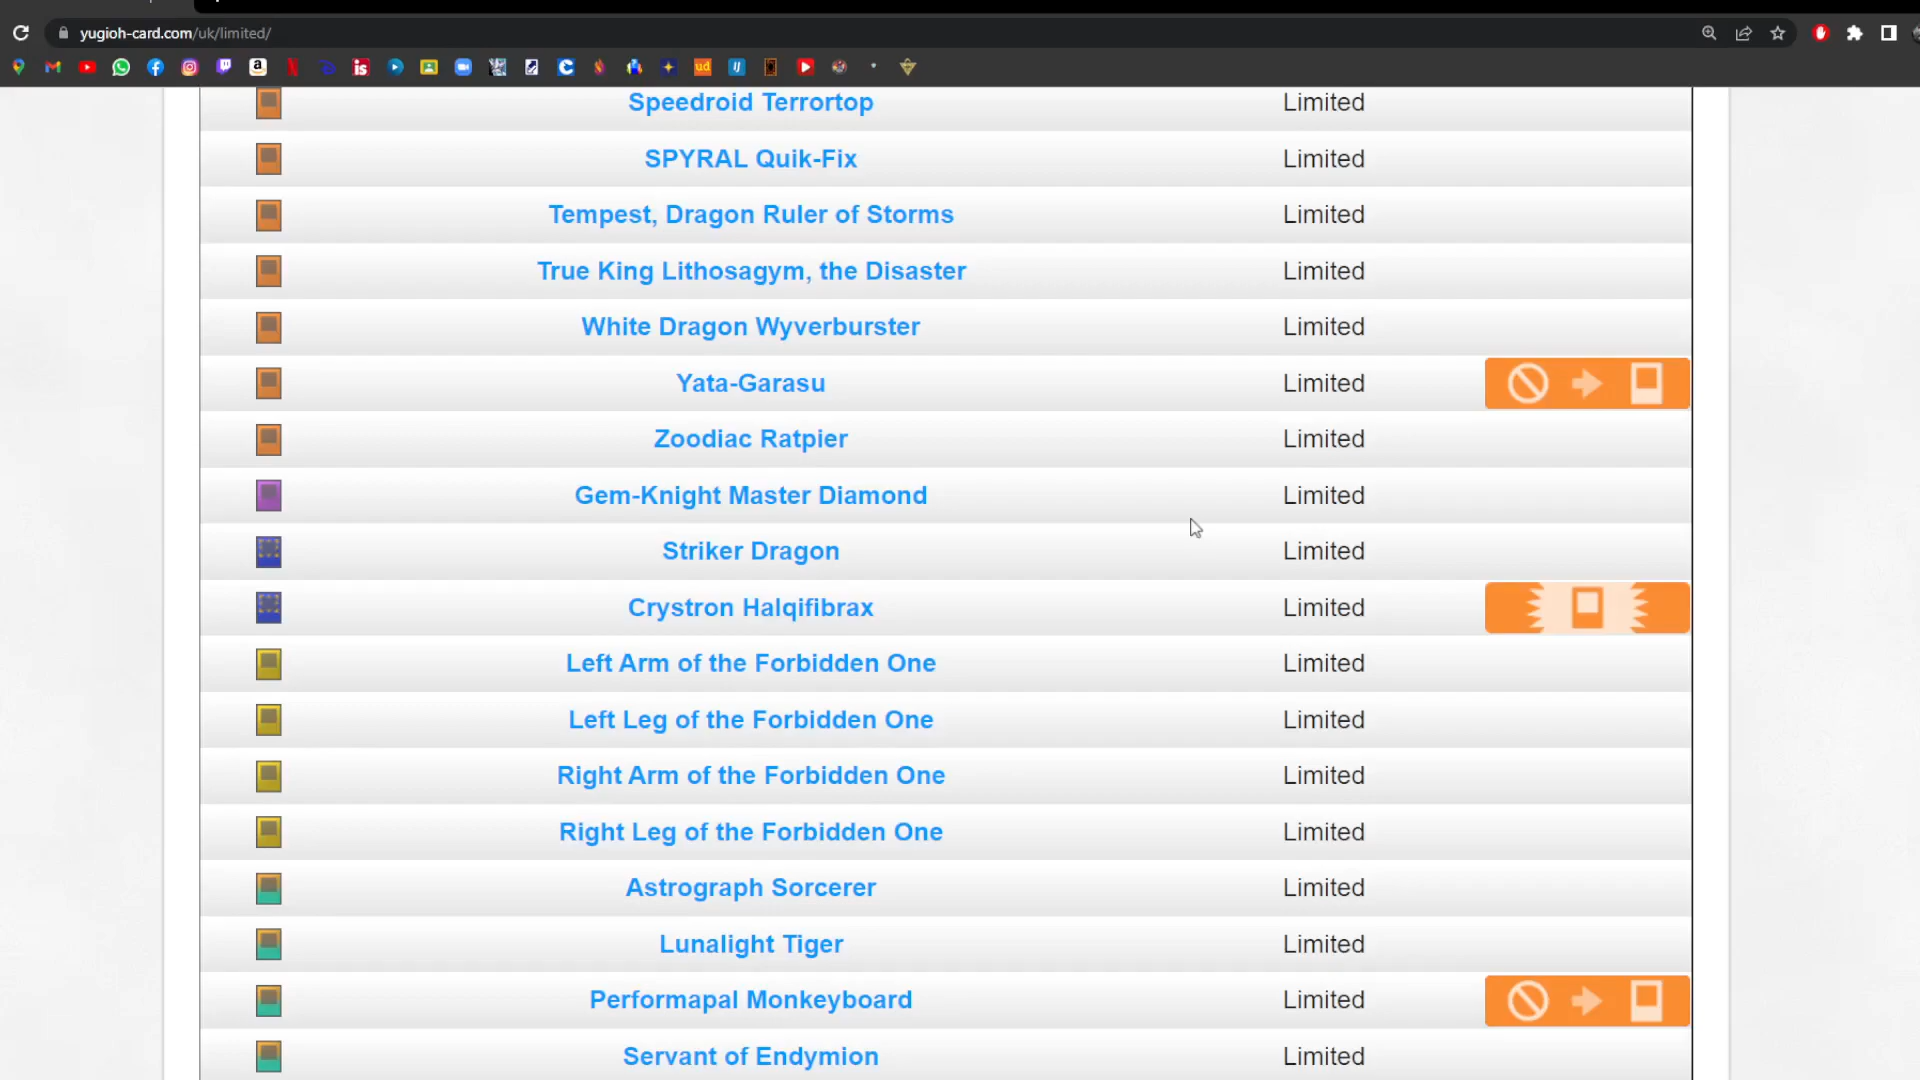 yugioh-card.com/uk/limited/
Speedroid Terrortop Limited
SPYRAL Quik-Fix Limited
Tempest, Dragon Ruler of Storms Limited
True King Lithosagym, the Disaster Limited
White Dragon Wyverburster Limited
Yata-Garasu Limited
Zoodiac Ratpier Limited
Gem-Knight Master Diamond Limited
Striker Dragon Limited
Crystron Halqifibrax Limited
Left Arm of the Forbidden One Limited
Left Leg of the Forbidden One Limited
Right Arm of the Forbidden One Limited
Right Leg of the Forbidden One Limited
Astrograph Sorcerer Limited
Lunalight Tiger Limited
Performapal Monkeyboard Limited
Servant of Endymion Limited